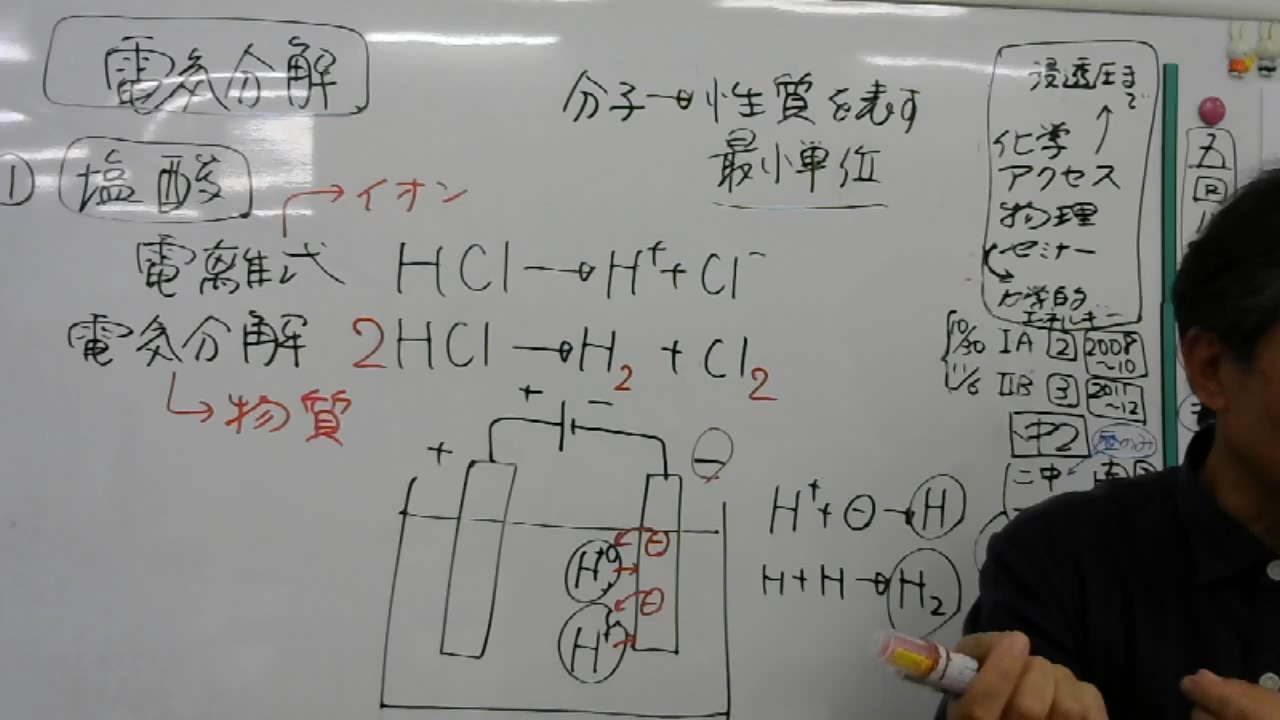 電気分解
① 塩酸
→イオン
電離式 HCl → H⁺ + Cl⁻
電気分解 2HCl → H₂ + Cl₂
→物質
分子→性質を表す
最小単位
+ −
+ ⊖
H⁺ ⊖
H⁺ ⊖
H⁺ + ⊖ → H
H + H → H₂
浸透圧まで
↑
化学
アクセス
物理
セミナー
化学的
エネルギー
10/30 IA 2 2008~10
11/6 IIB 3 2011~12
中2
二中